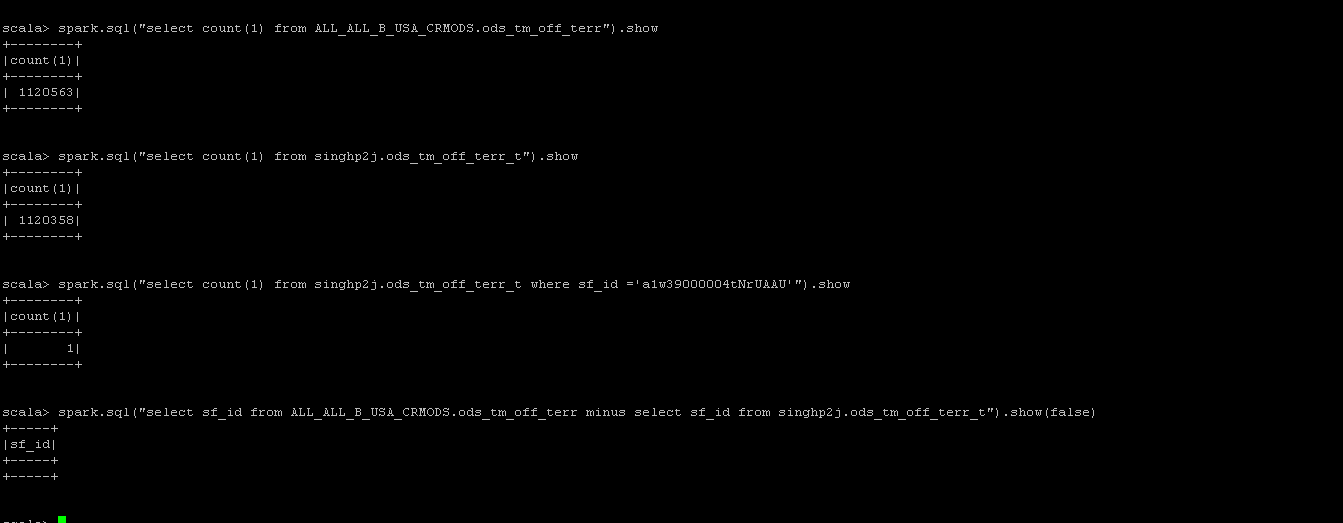 scala> spark.sql("select count(1) from ALL_ALL_B_USA_CRMODS.ods_tm_off_terr").show
+--------+
|count(1)|
+--------+
| 1120563|
+--------+
scala> spark.sql("select count(1) from singhp2j.ods_tm_off_terr_t").show
+--------+
|count(1)|
+--------+
| 1120358|
+--------+
scala> spark.sql("select count(1) from singhp2j.ods_tm_off_terr_t where sf_id ='a1w39000004tNrUAAU'").show
+--------+
|count(1)|
+--------+
|       1|
+--------+
scala> spark.sql("select sf_id from ALL_ALL_B_USA_CRMODS.ods_tm_off_terr minus select sf_id from singhp2j.ods_tm_off_terr_t").show(false)
+-----+
|sf_id|
+-----+
+-----+
scala>